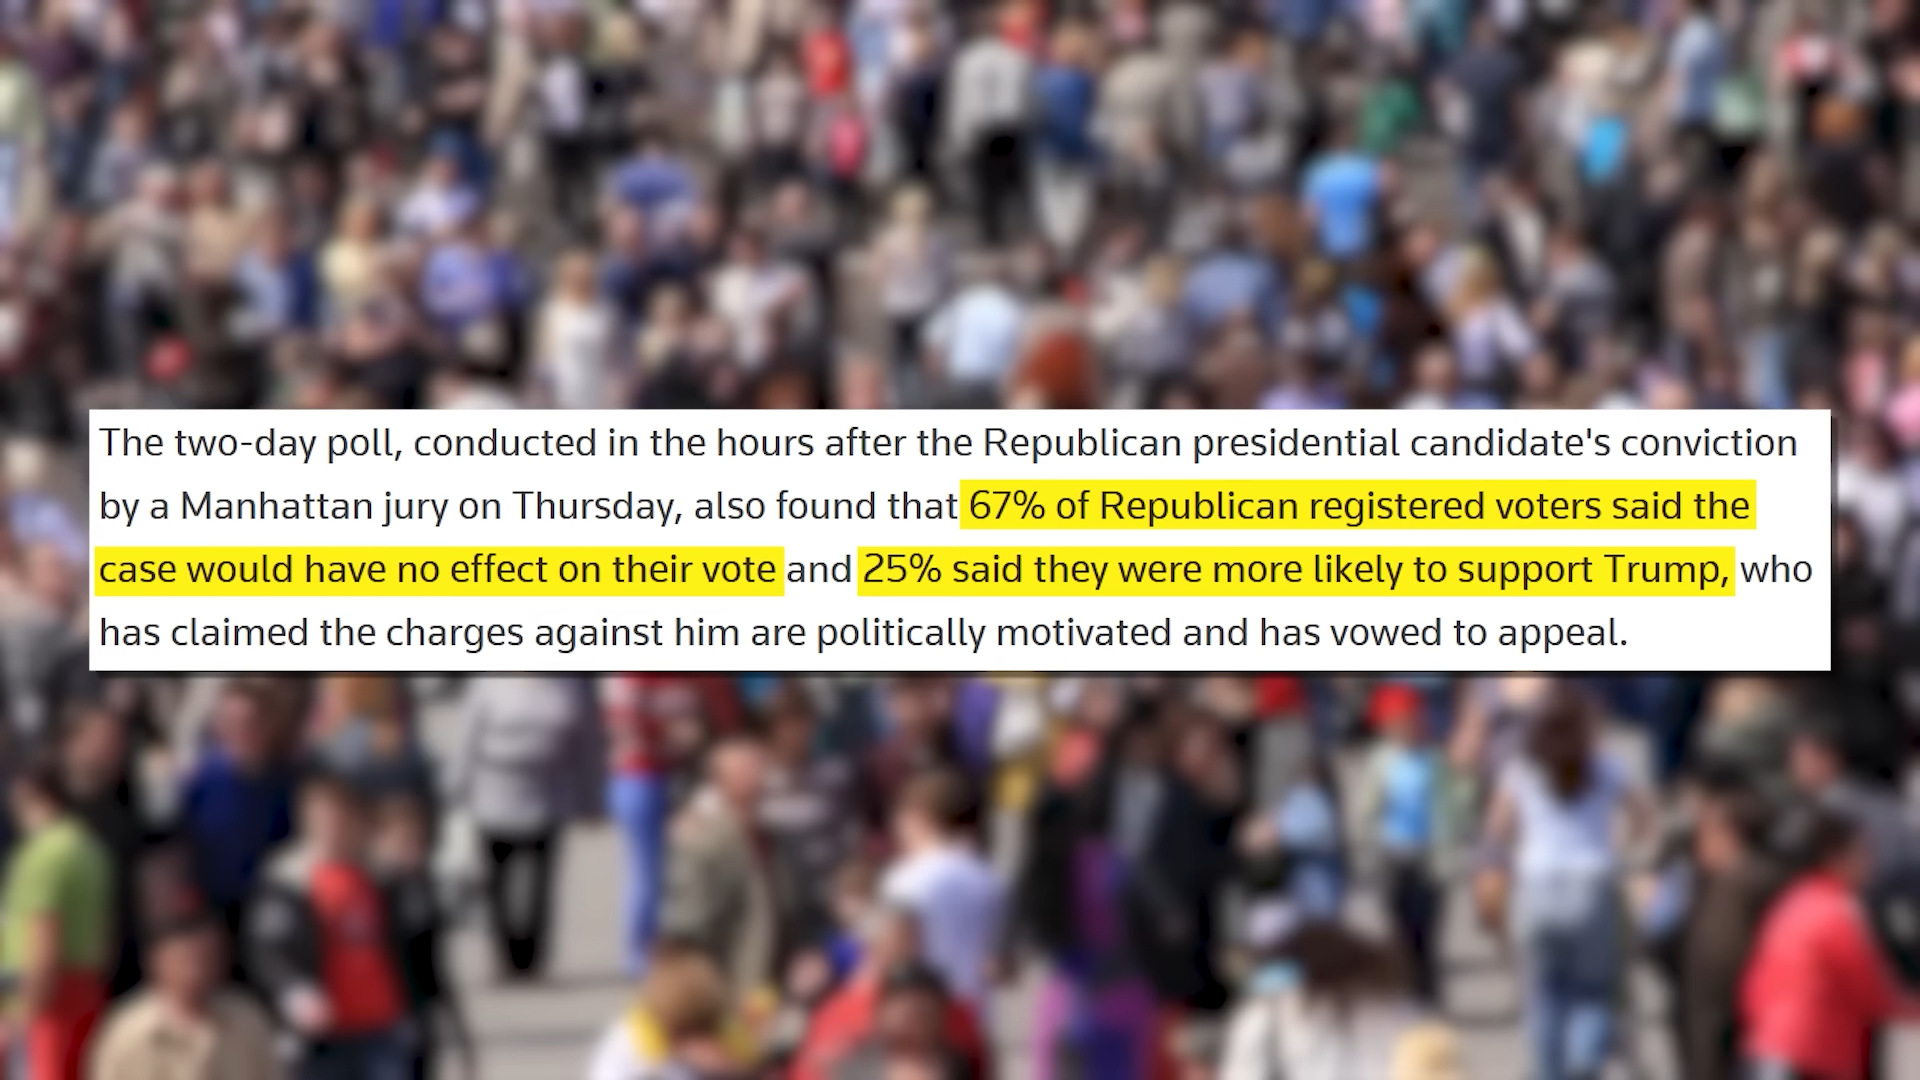 The two-day poll, conducted in the hours after the Republican presidential candidate's conviction
by a Manhattan jury on Thursday, also found that 67% of Republican registered voters said the
case would have no effect on their vote and 25% said they were more likely to support Trump, who
has claimed the charges against him are politically motivated and has vowed to appeal.